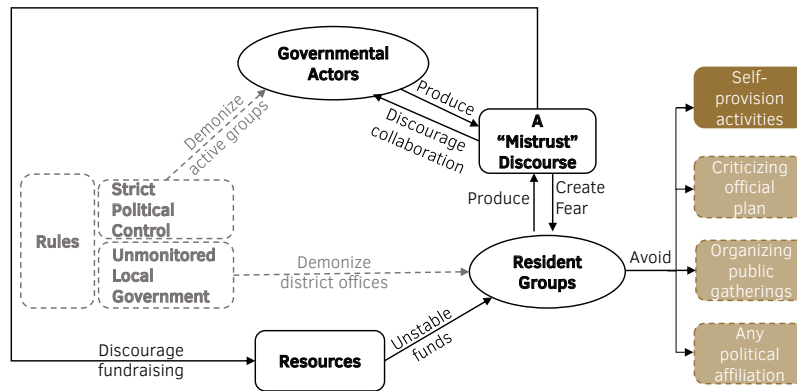 Governmental
Actors
Self-
provision
activities
Produce
Demonize
active groups
Discourage
collaboration
A
"Mistrust"
Discourse
Criticizing
official
plan
Strict
Political
Control
Rules
Produce
Create
Fear
Unmonitored
Local
Government
Demonize
district offices
Resident
Groups
Avoid
Organizing
public
gatherings
Unstable
funds
Discourage
fundraising
Resources
Any
political
affiliation